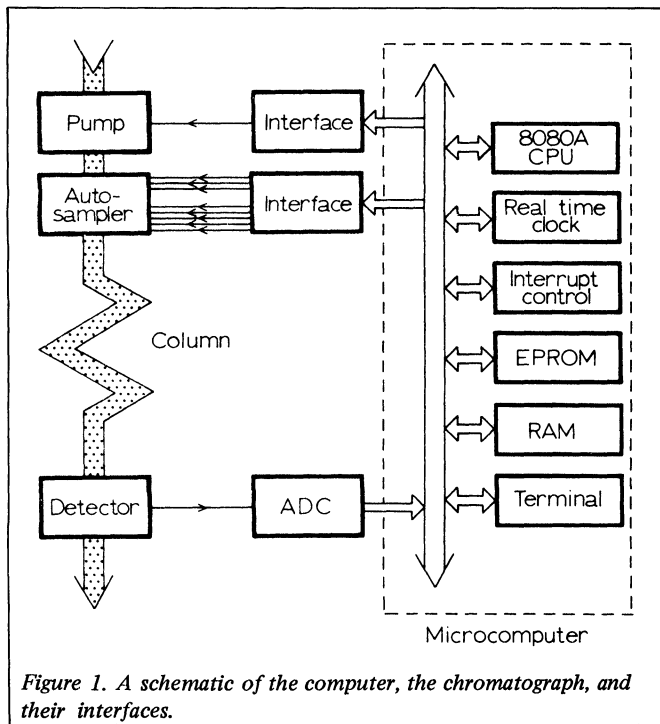 Pump
Interface
8080A
CPU
Auto-
sampler
Interface
Real time
clock
Interrupt
control
Column
EPROM
RAM
Detector
ADC
Terminal
Microcomputer
Figure 1. A schematic of the computer, the chromatograph, and
their interfaces.